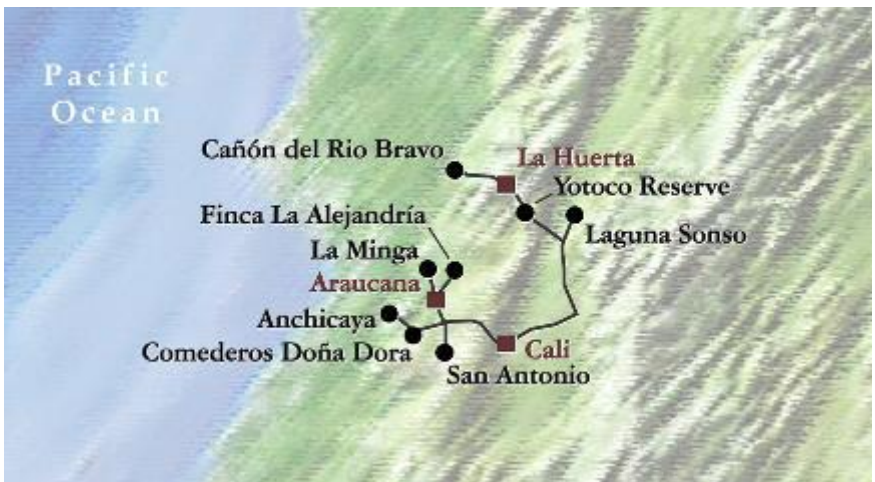 Pacific
Ocean
Cañón del Rio Bravo
La Huerta
Yotoco Reserve
Finca La Alejandría
Laguna Sonso
La Minga
Araucana
Anchicaya
Comederos Doña Dora
Cali
San Antonio